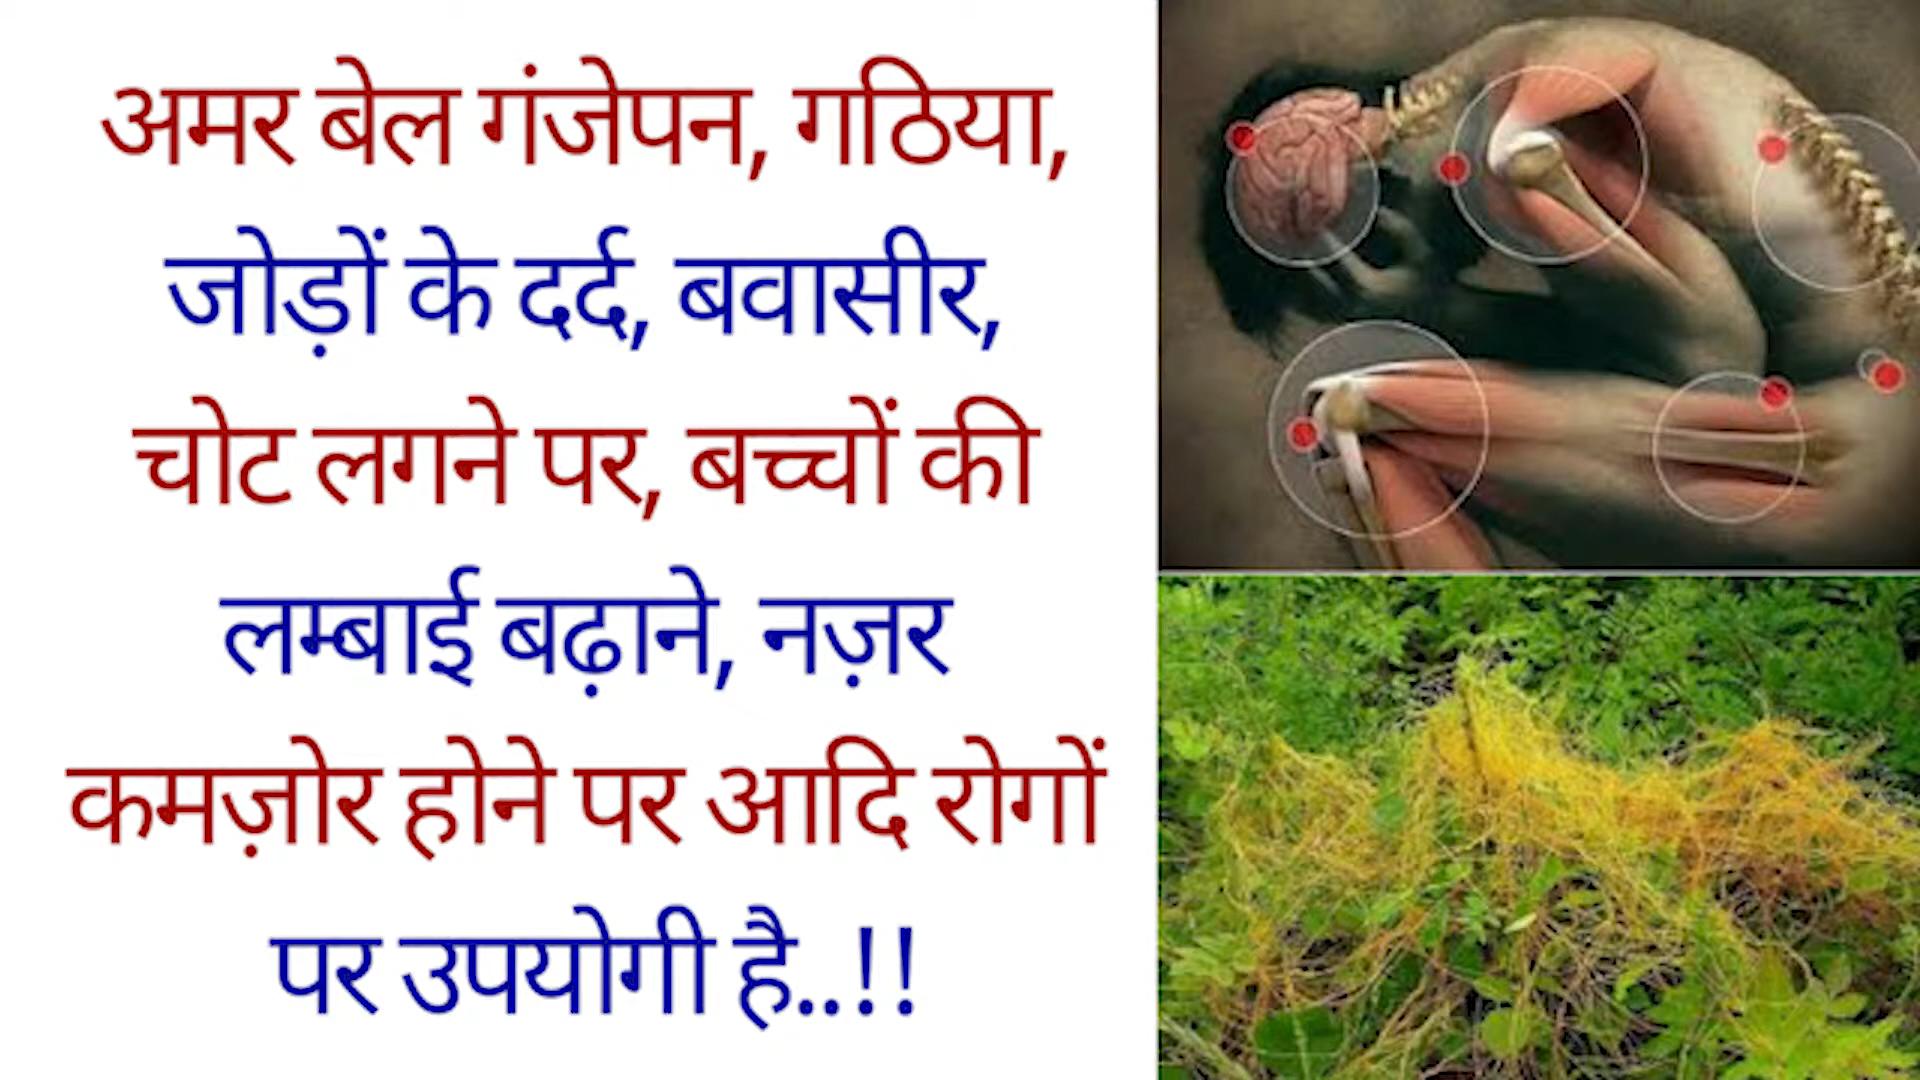 अमर बेल गंजेपन, गठिया,
जोड़ों के दर्द, बवासीर,
चोट लगने पर, बच्चों की
लम्बाई बढ़ाने, नज़र
कमज़ोर होने पर आदि रोगों
पर उपयोगी है..!!